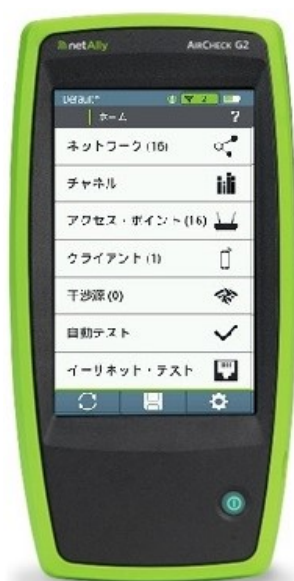 netAlly AIRCHECK G2
Default*
ホーム ?
ネットワーク (16)
チャネル
アクセス・ポイント (16)
クライアント (1)
干渉源 (0)
自動テスト
イーサネット・テスト